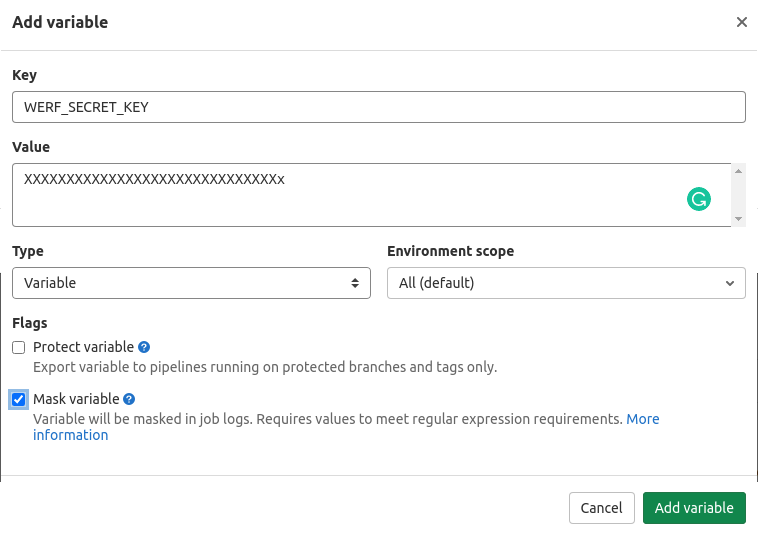 Add variable
Key
WERF_SECRET_KEY
Value
XXXXXXXXXXXXXXXXXXXXXXXXXXXXXXx
Type
Environment scope
Variable
All (default)
Flags
Protect variable
Export variable to pipelines running on protected branches and tags only.
Mask variable
Variable will be masked in job logs. Requires values to meet regular expression requirements. More
information
Cancel
Add variable